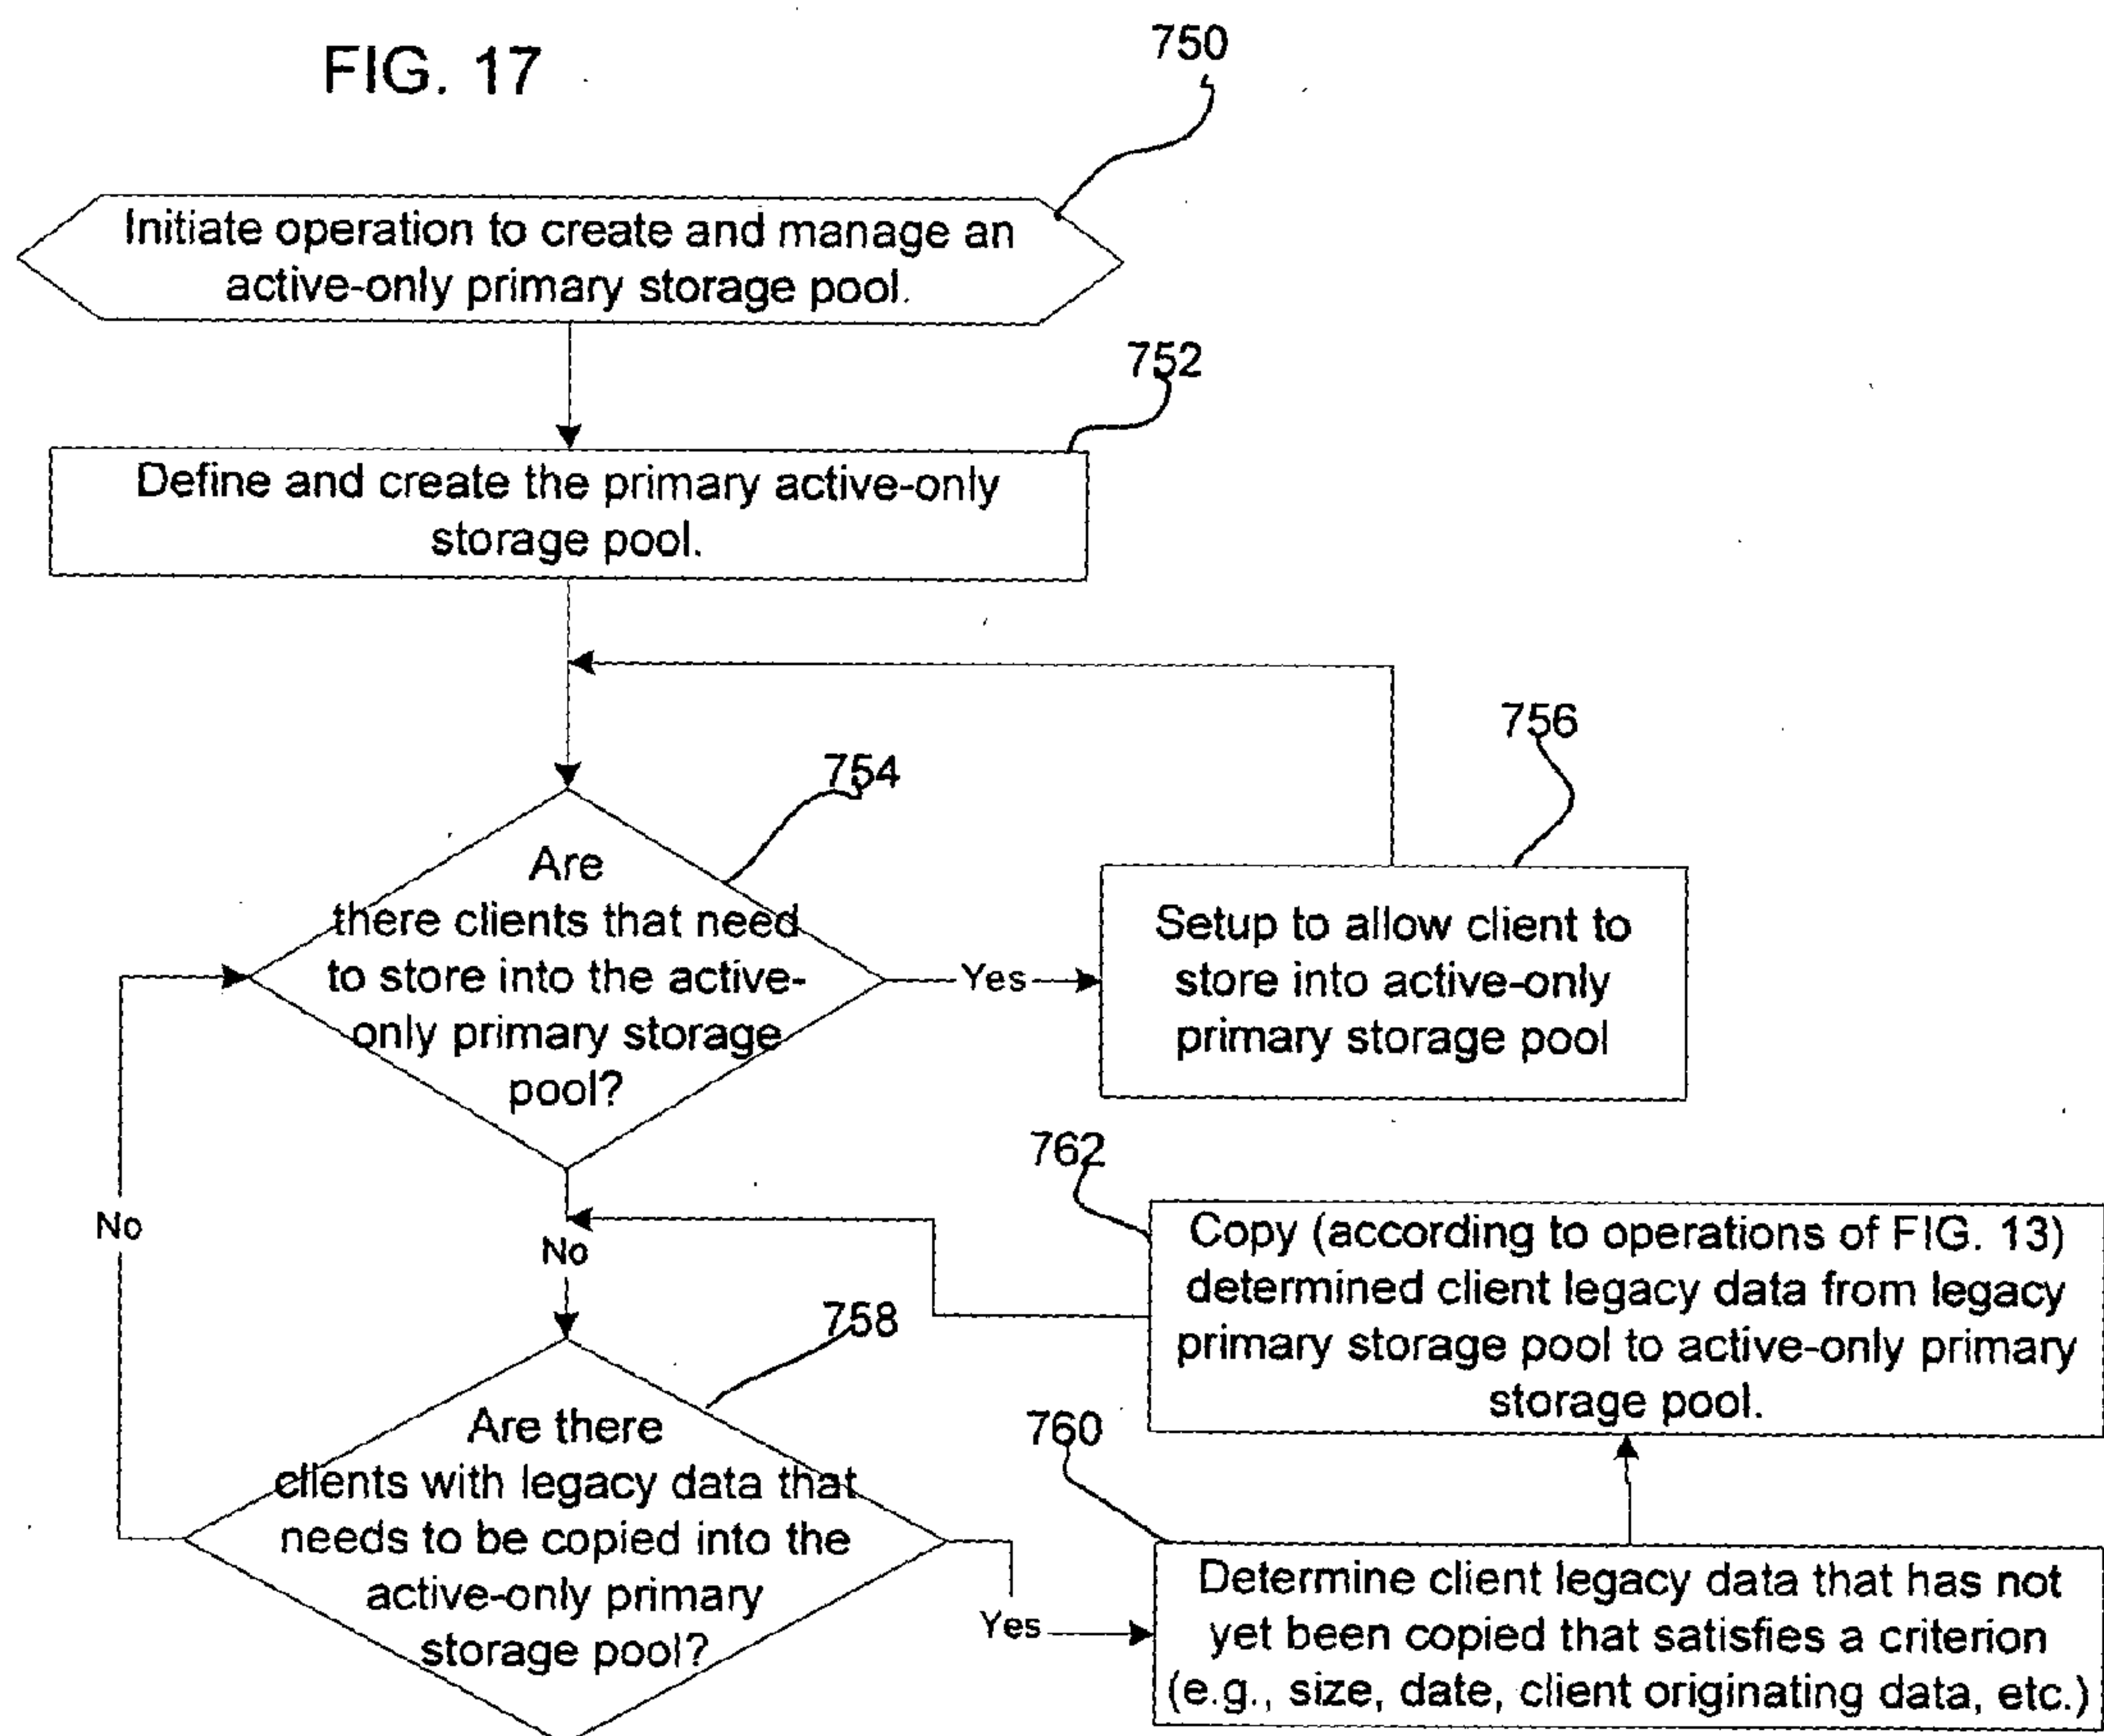 FIG. 17
750
Initiate operation to create and manage an
active-only primary storage pool.
752
Define and create the primary active-only
storage pool.
754
Are
there clients that need
to store into the active-
only primary storage
pool?
Yes
756
Setup to allow client to
store into active-only
primary storage pool
No
No
762
Copy (according to operations of FIG. 13)
determined client legacy data from legacy
primary storage pool to active-only primary
storage pool.
758
Are there
clients with legacy data that
needs to be copied into the
active-only primary
storage pool?
Yes
760
Determine client legacy data that has not
yet been copied that satisfies a criterion
(e.g., size, date, client originating data, etc.)